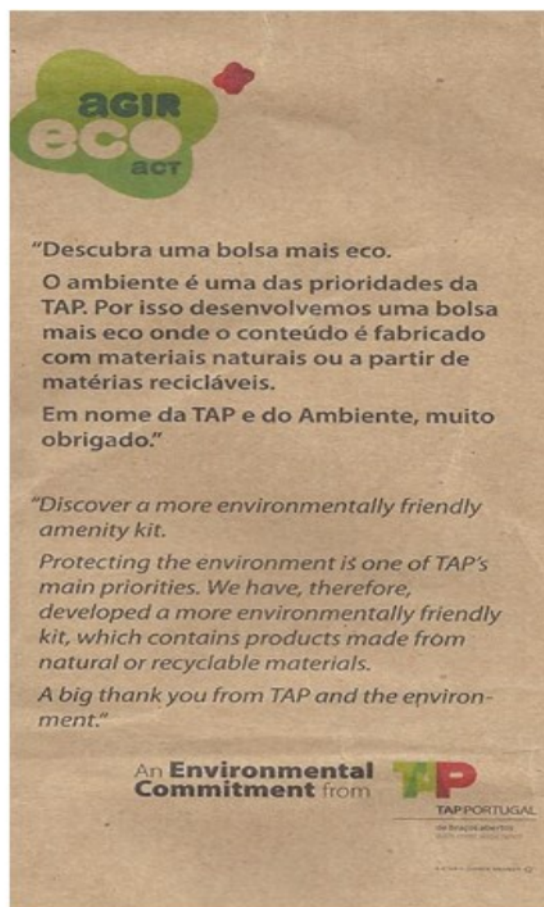 AGIR
eco
ACT
“Descubra uma bolsa mais eco.
O ambiente é uma das prioridades da
TAP. Por isso desenvolvemos uma bolsa
mais eco onde o conteúdo é fabricado
com materiais naturais ou a partir de
matérias recicláveis.
Em nome da TAP e do Ambiente, muito
obrigado.”
“Discover a more environmentally friendly
amenity kit.
Protecting the environment is one of TAP’s
main priorities. We have, therefore,
developed a more environmentally friendly
kit, which contains products made from
natural or recyclable materials.
A big thank you from TAP and the environ-
ment.”
An Environmental
Commitment from
TAP
TAP PORTUGAL
de braços abertos